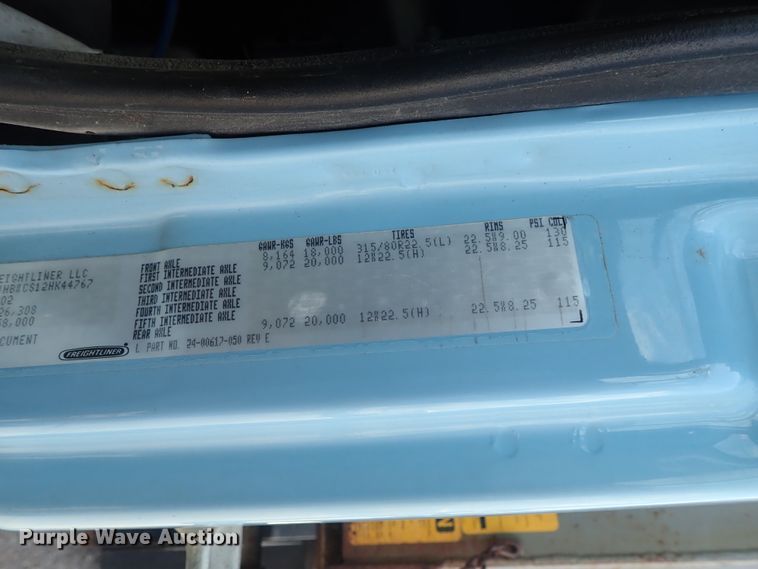 GAWR-KGS GAWR-LBS TIRES RIMS PSI COLD
FRONT AXLE 8,164 18,000 315/80R22.5(L) 22.5X9.00 130
FIRST INTERMEDIATE AXLE 9,072 20,000 12R22.5(H) 22.5X8.25 115
SECOND INTERMEDIATE AXLE
THIRD INTERMEDIATE AXLE
FOURTH INTERMEDIATE AXLE
FIFTH INTERMEDIATE AXLE
REAR AXLE 9,072 20,000 12R22.5(H) 22.5X8.25 115
L PART NO. 24-00617-050 REV E
REIGHTLINER LLC
02
26,308
58,000
CUMENT
FREIGHTLINER
Purple Wave Auction